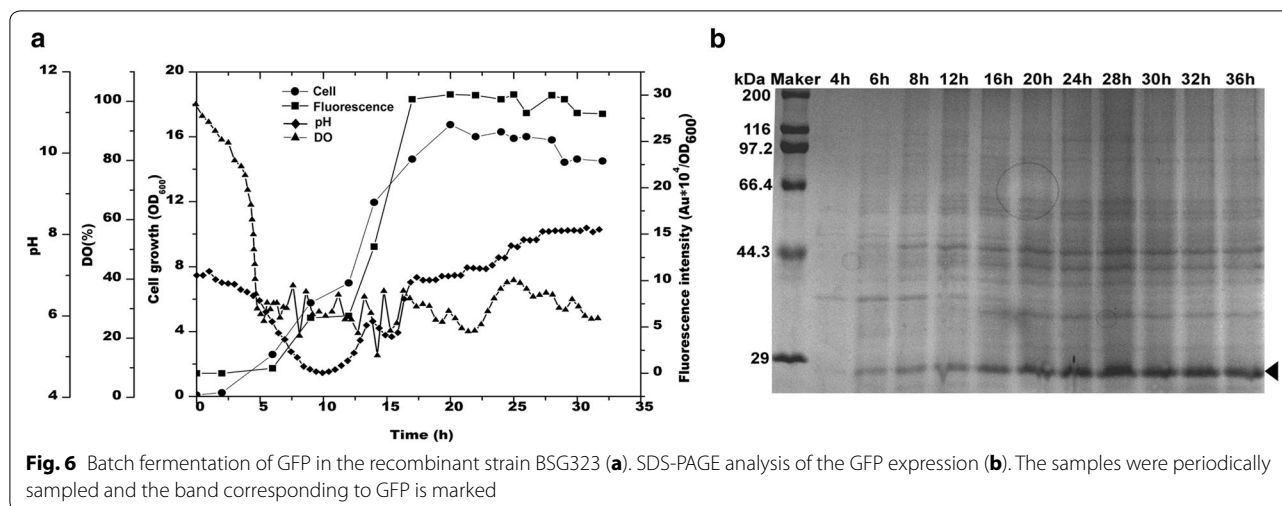 a
b
12
10
8
6
4
pH
100
80
60
40
20
0
DO(%)
20
16
12
8
4
0
Cell growth (OD600)
Cell
Fluorescence
pH
DO
30
25
20
15
10
5
0
Fluorescence intensity (Au*10^4/OD600)
0 5 10 15 20 25 30 35
Time (h)
kDa Maker 4h 6h 8h 12h 16h 20h 24h 28h 30h 32h 36h
200
116
97.2
66.4
44.3
29
Fig. 6 Batch fermentation of GFP in the recombinant strain BSG323 (a). SDS-PAGE analysis of the GFP expression (b). The samples were periodically
sampled and the band corresponding to GFP is marked